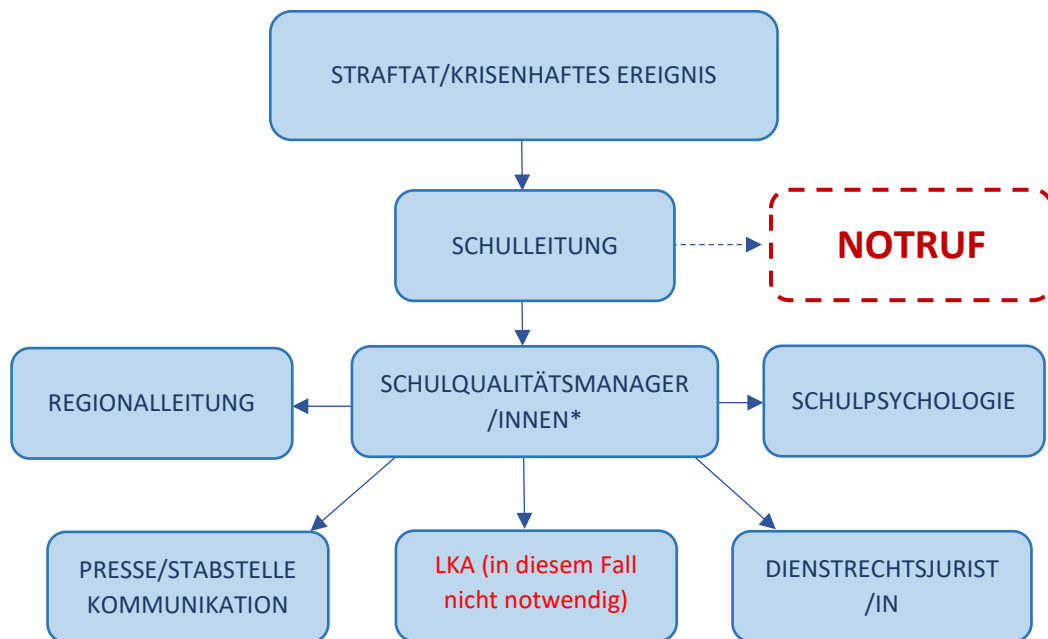 STRAFTAT/KRISENHAFTES EREIGNIS
SCHULLEITUNG
NOTRUF
REGIONALLEITUNG
SCHULQUALITÄTSMANAGER
/INNEN*
SCHULPSYCHOLOGIE
PRESSE/STABSTELLE
KOMMUNIKATION
LKA (in diesem Fall
nicht notwendig)
DIENSTRECHTSJURIST
/IN